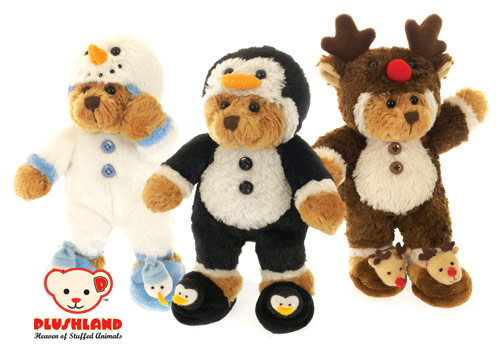 D
PLUSHLAND
Heaven of Stuffed Animals